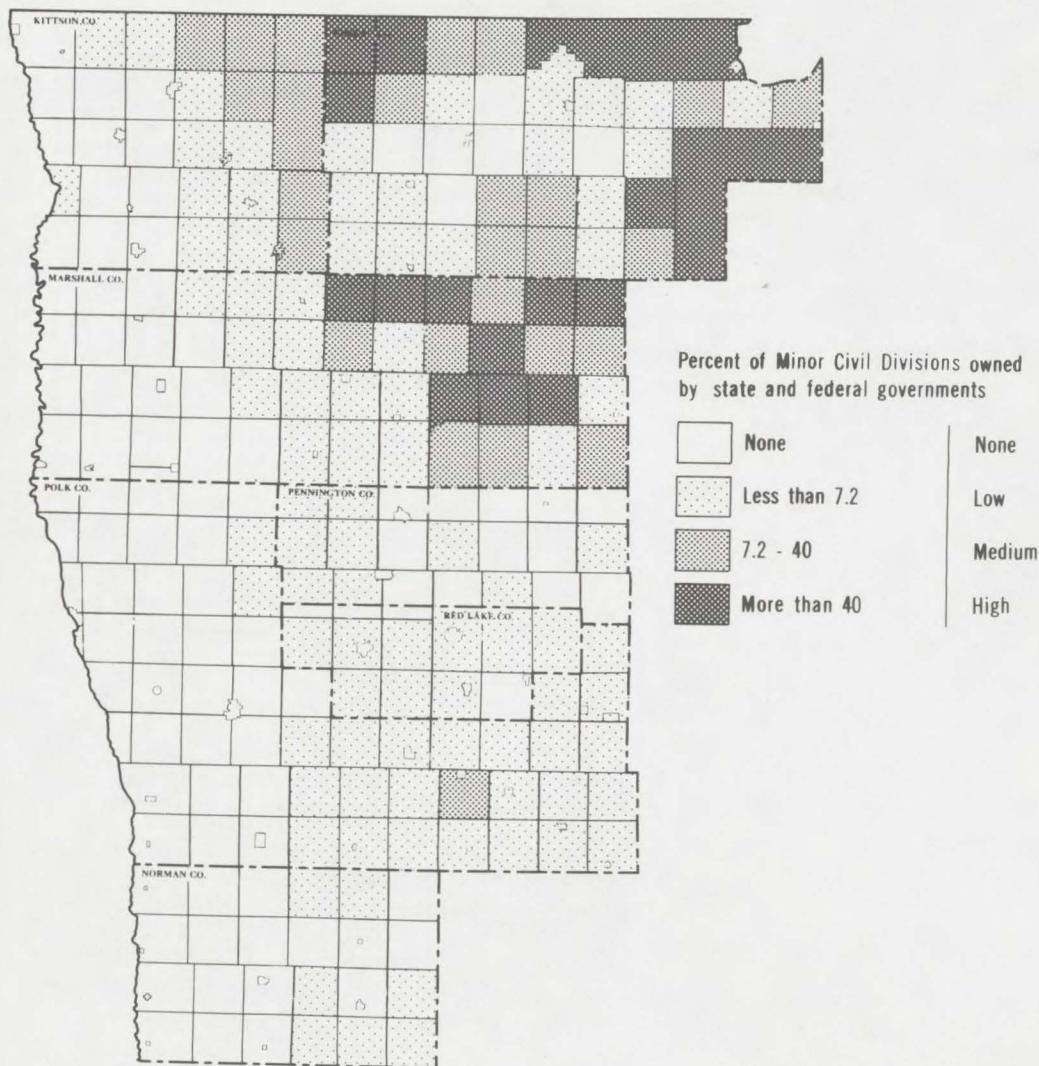 KITTSON CO.
MARSHALL CO.
POLK CO.
PENNINGTON CO.
RED LAKE CO.
NORMAN CO.
Percent of Minor Civil Divisions owned
by state and federal governments
None
None
Less than 7.2
Low
7.2 - 40
Medium
More than 40
High